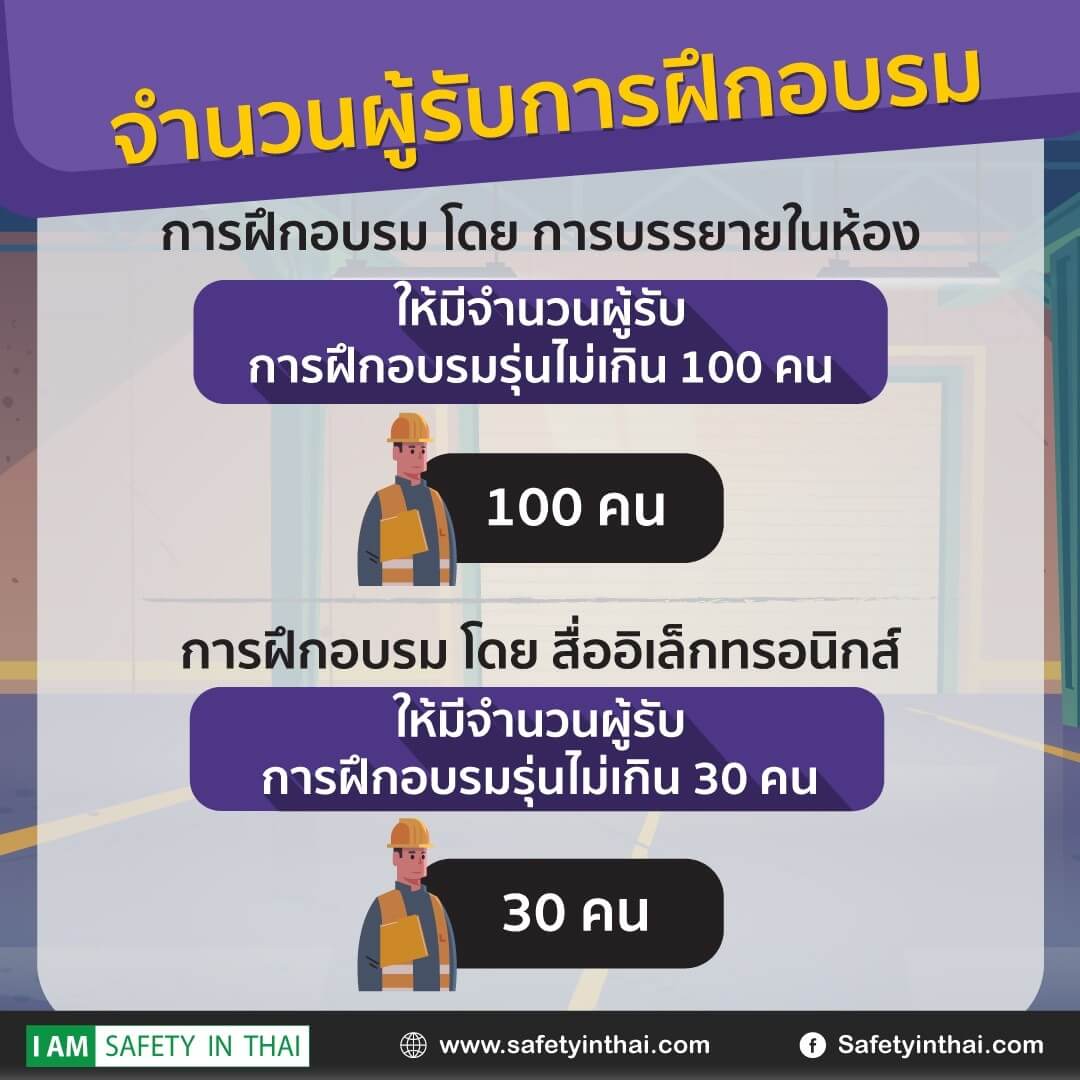 จำนวนผู้รับการฝึกอบรม
การฝึกอบรม โดย การบรรยายในห้อง
ให้มีจำนวนผู้รับ
การฝึกอบรมรุ่นไม่เกิน 100 คน
100 คน
การฝึกอบรม โดย สื่ออิเล็กทรอนิกส์
ให้มีจำนวนผู้รับ
การฝึกอบรมรุ่นไม่เกิน 30 คน
30 คน
I AM SAFETY IN THAI
www.safetyinthai.com
Safetyinthai.com